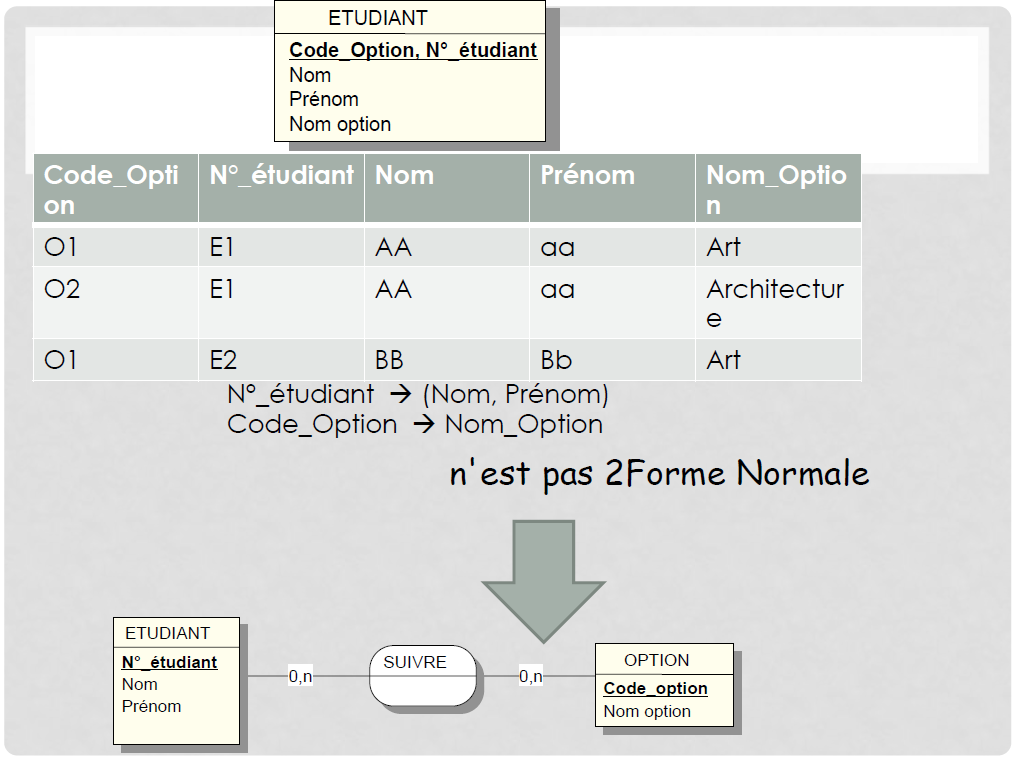 ETUDIANT
Code_Option, N°_étudiant
Nom
Prénom
Nom option
Code_Opti
on
N°_étudiant
Nom
Prénom
Nom_Optio
n
O1 E1 AA aa Art
O2 E1 AA aa Architectur
e
O1 E2 BB Bb Art
N°_étudiant → (Nom, Prénom)
Code_Option → Nom_Option
n'est pas 2Forme Normale
ETUDIANT
N°_étudiant
Nom
Prénom
0,n
SUIVRE
0,n
OPTION
Code_option
Nom option